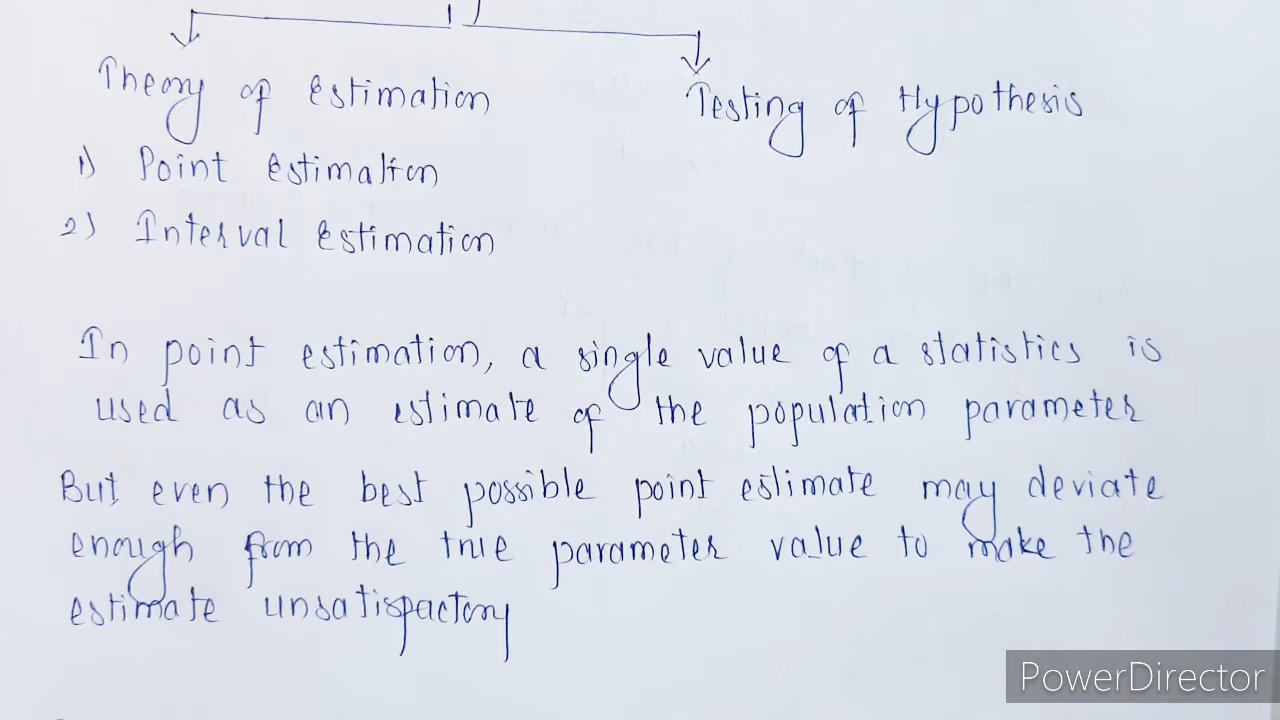 Theory of Estimation
Testing of Hypothesis
1) Point Estimation
2) Interval Estimation
In point estimation, a single value of a statistics is
used as an estimate of the population parameter
But even the best possible point estimate may deviate
enough from the true parameter value to make the
estimate unsatisfactory
PowerDirector